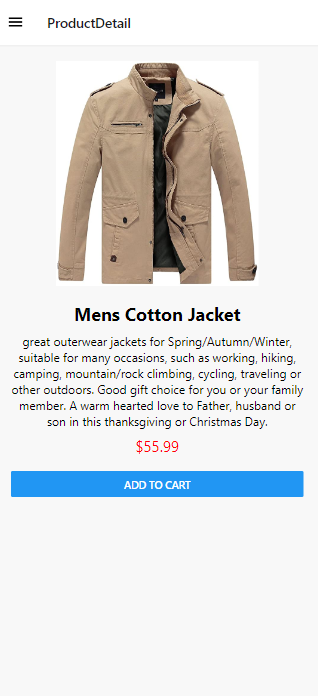 ProductDetail
Mens Cotton Jacket
great outerwear jackets for Spring/Autumn/Winter,
suitable for many occasions, such as working, hiking,
camping, mountain/rock climbing, cycling, traveling or
other outdoors. Good gift choice for you or your family
member. A warm hearted love to Father, husband or
son in this thanksgiving or Christmas Day.
$55.99
ADD TO CART